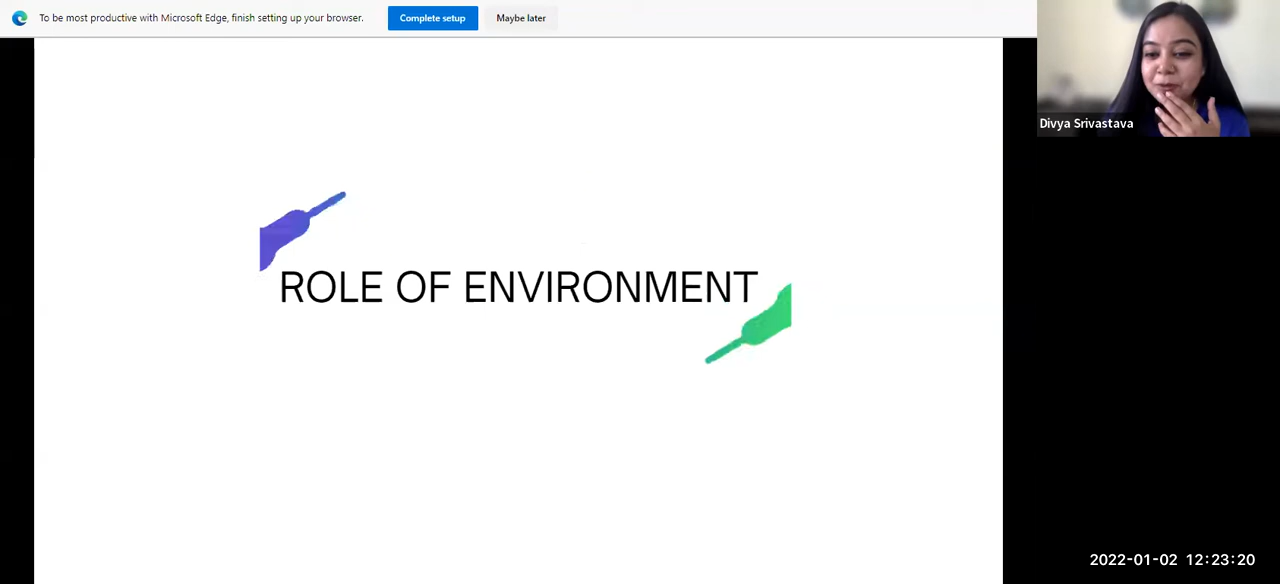 To be most productive with Microsoft Edge, finish setting up your browser.
Complete setup
Maybe later
Divya Srivastava
ROLE OF ENVIRONMENT
2022-01-02 12:23:20